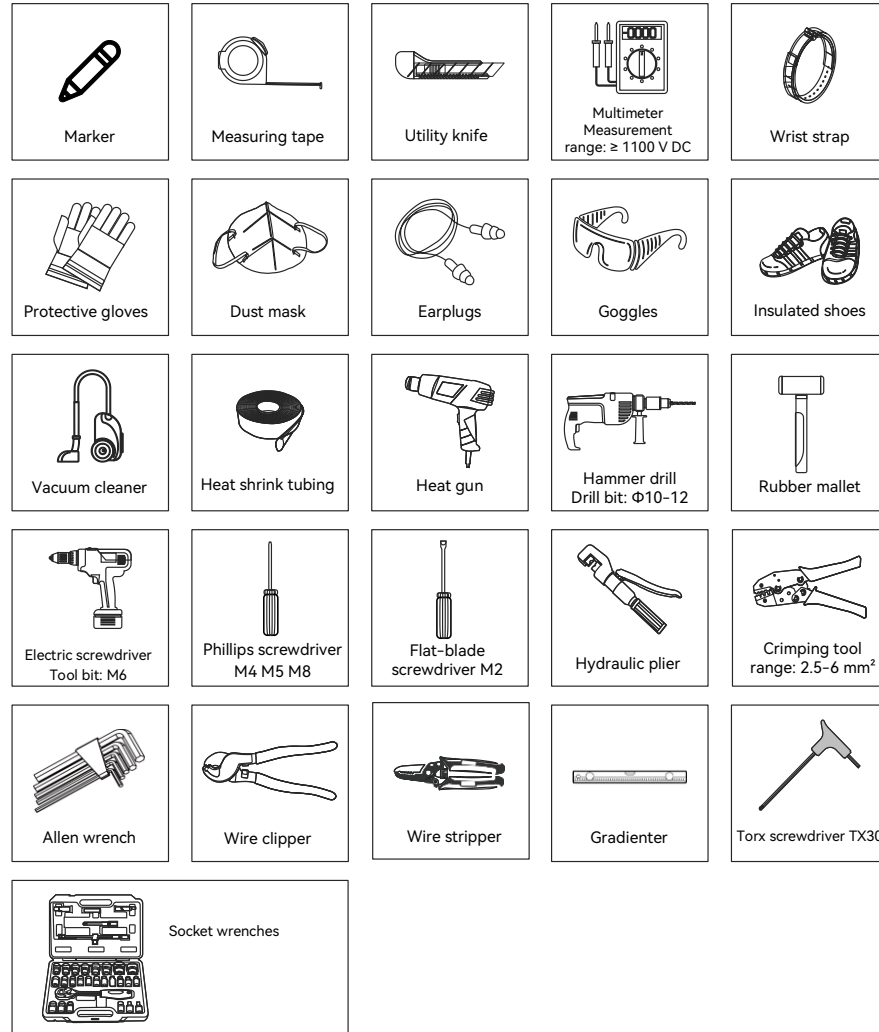 Marker
Measuring tape
Utility knife
Multimeter
Measurement
range: ≥ 1100 V DC
Wrist strap
Protective gloves
Dust mask
Earplugs
Goggles
Insulated shoes
Vacuum cleaner
Heat shrink tubing
Heat gun
Hammer drill
Drill bit: Φ10-12
Rubber mallet
Electric screwdriver
Tool bit: M6
Phillips screwdriver
M4 M5 M8
Flat-blade
screwdriver M2
Hydraulic plier
Crimping tool
range: 2.5-6 mm²
Allen wrench
Wire clipper
Wire stripper
Gradienter
Torx screwdriver TX30
Socket wrenches